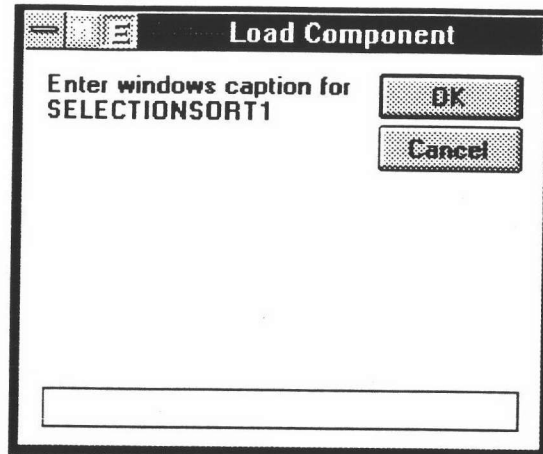 Load Component
Enter windows caption for
SELECTIONSORT1
OK
Cancel